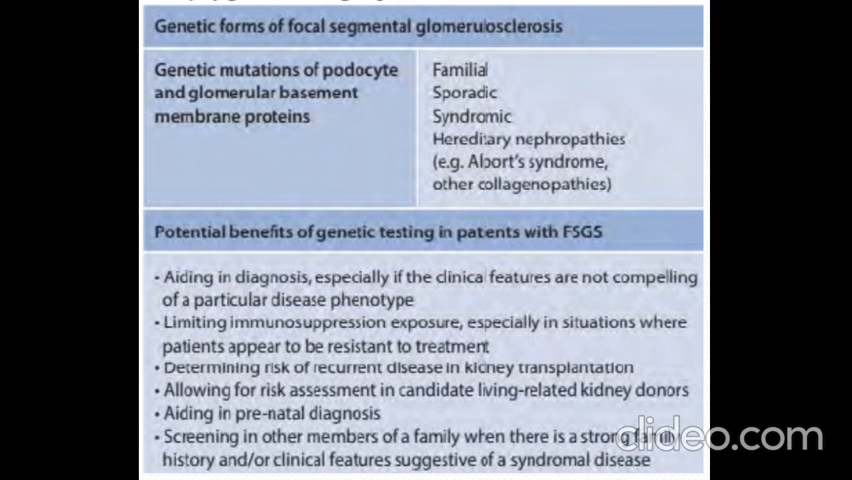 Genetic forms of focal segmental glomerulosclerosis
Genetic mutations of podocyte
and glomerular basement
membrane proteins
Familial
Sporadic
Syndromic
Hereditary nephropathies
(e.g. Alport's syndrome,
other collagenopathies)
Potential benefits of genetic testing in patients with FSGS
• Aiding in diagnosis, especially if the clinical features are not compelling
of a particular disease phenotype
• Limiting immunosuppression exposure, especially in situations where
patients appear to be resistant to treatment
• Determining risk of recurrent disease in kidney transplantation
• Allowing for risk assessment in candidate living-related kidney donors
• Aiding in pre-natal diagnosis
• Screening in other members of a family when there is a strong family
history and/or clinical features suggestive of a syndromal disease
clideo.com